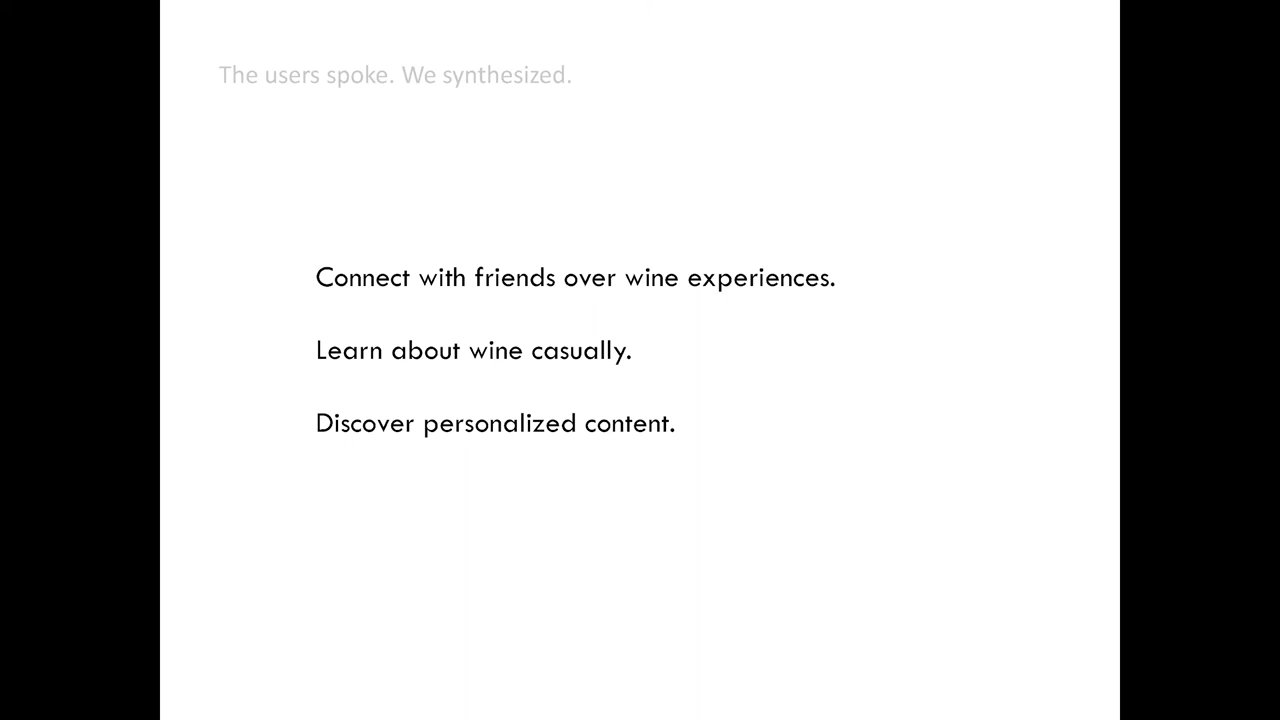 The users spoke. We synthesized.
Connect with friends over wine experiences.
Learn about wine casually.
Discover personalized content.